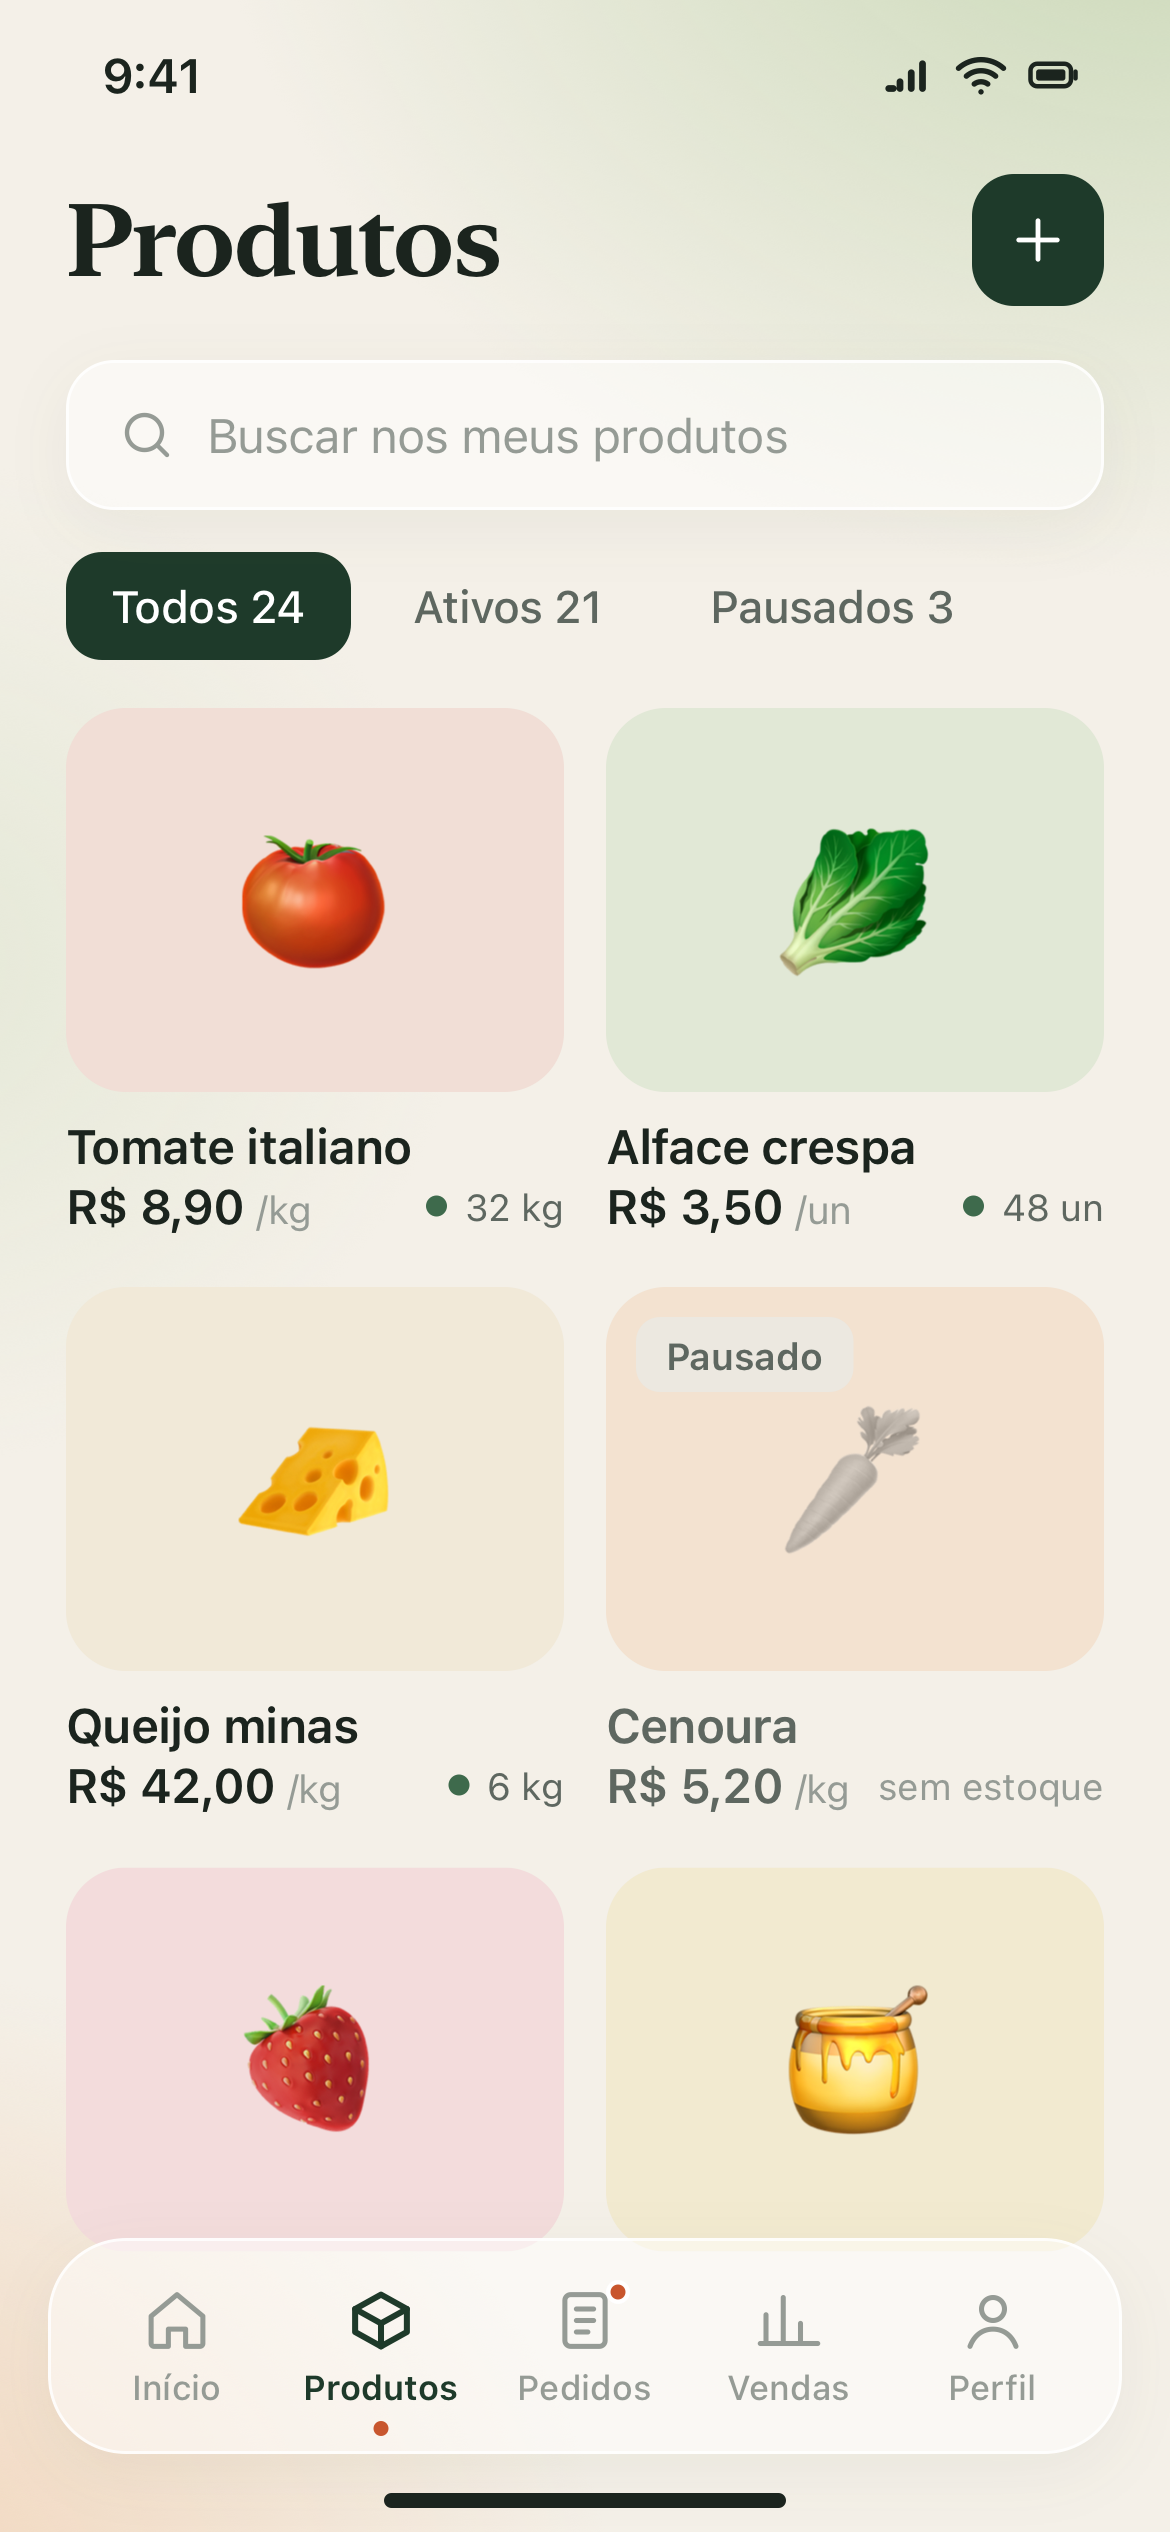 9:41
Produtos
Buscar nos meus produtos
Todos 24 Ativos 21 Pausados 3
Tomate italiano
R$ 8,90 /kg 32 kg
Alface crespa
R$ 3,50 /un 48 un
Pausado
Queijo minas
R$ 42,00 /kg 6 kg
Cenoura
R$ 5,20 /kg sem estoque
Início Produtos Pedidos Vendas Perfil